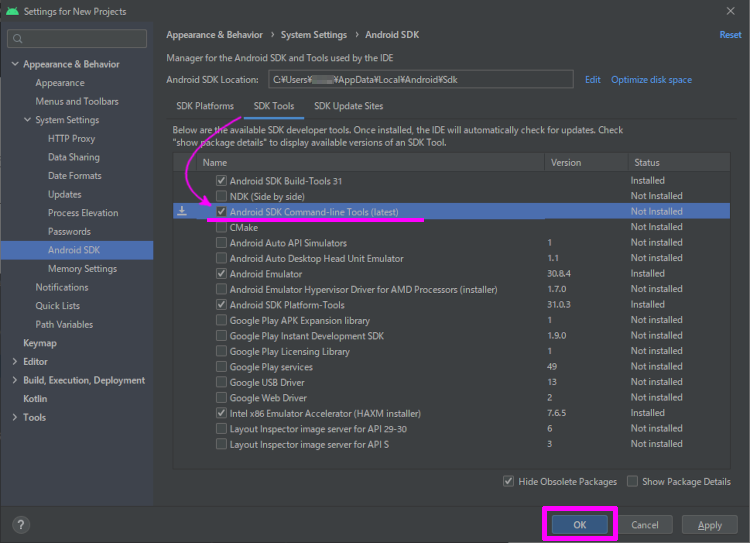 Settings for New Projects
Appearance & Behavior › System Settings › Android SDK Reset
Manager for the Android SDK and Tools used by the IDE
Android SDK Location: C:¥Users¥ ¥AppData¥Local¥Android¥Sdk Edit Optimize disk space
SDK Platforms SDK Tools SDK Update Sites
Below are the available SDK developer tools. Once installed, the IDE will automatically check for updates. Check
"show package details" to display available versions of an SDK Tool.
Appearance & Behavior
Appearance
Menus and Toolbars
System Settings
HTTP Proxy
Data Sharing
Date Formats
Updates
Process Elevation
Passwords
Android SDK
Memory Settings
Notifications
Quick Lists
Path Variables
Keymap
Editor
Build, Execution, Deployment
Kotlin
Tools
Name Version Status
Android SDK Build-Tools 31 Installed
NDK (Side by side) Not Installed
Android SDK Command-line Tools (latest) Not Installed
CMake Not Installed
Android Auto API Simulators 1 Not installed
Android Auto Desktop Head Unit Emulator 1.1 Not installed
Android Emulator 30.8.4 Installed
Android Emulator Hypervisor Driver for AMD Processors (installer) 1.7.0 Not installed
Android SDK Platform-Tools 31.0.3 Installed
Google Play APK Expansion library 1 Not installed
Google Play Instant Development SDK 1.9.0 Not installed
Google Play Licensing Library 1 Not installed
Google Play services 49 Not installed
Google USB Driver 13 Not installed
Google Web Driver 2 Not installed
Intel x86 Emulator Accelerator (HAXM installer) 7.6.5 Installed
Layout Inspector image server for API 29-30 6 Not installed
Layout Inspector image server for API S 3 Not installed
Hide Obsolete Packages Show Package Details
? OK Cancel Apply